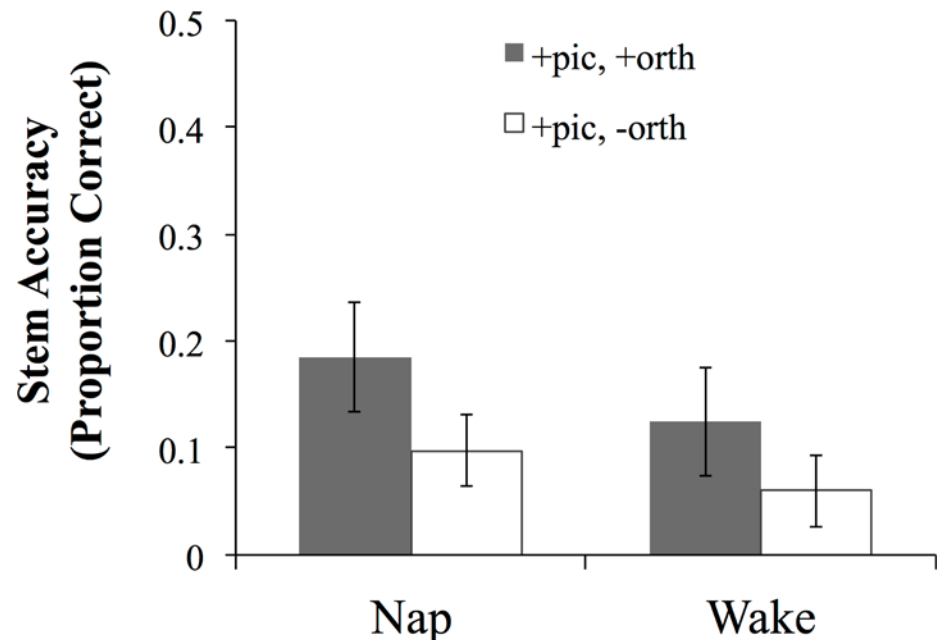 Stem Accuracy
(Proportion Correct)
0.5
0.4
0.3
0.2
0.1
0
+pic, +orth
+pic, -orth
Nap
Wake